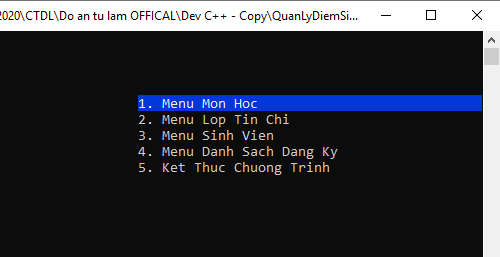 2020\CTDL\Do an tu lam OFFICAL\Dev C++ - Copy\QuanLyDiemSi...
1. Menu Mon Hoc
2. Menu Lop Tin Chi
3. Menu Sinh Vien
4. Menu Danh Sach Dang Ky
5. Ket Thuc Chuong Trinh